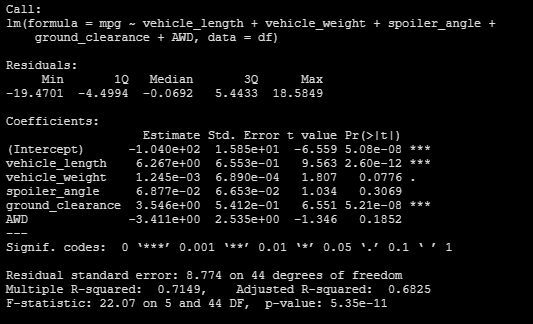 Call:
lm(formula = mpg ~ vehicle_length + vehicle_weight + spoiler_angle +
    ground_clearance + AWD, data = df)

Residuals:
     Min       1Q   Median       3Q      Max
-19.4701  -4.4994  -0.0692   5.4433  18.5849

Coefficients:
                   Estimate Std. Error t value Pr(>|t|)
(Intercept)      -1.040e+02  1.585e+01  -6.559 5.08e-08 ***
vehicle_length    6.267e+00  6.553e-01   9.563 2.60e-12 ***
vehicle_weight    1.245e-03  6.890e-04   1.807   0.0776 .
spoiler_angle     6.877e-02  6.653e-02   1.034   0.3069
ground_clearance  3.546e+00  5.412e-01   6.551 5.21e-08 ***
AWD              -3.411e+00  2.535e+00  -1.346   0.1852
---
Signif. codes:  0 ‘***’ 0.001 ‘**’ 0.01 ‘*’ 0.05 ‘.’ 0.1 ‘ ’ 1

Residual standard error: 8.774 on 44 degrees of freedom
Multiple R-squared:  0.7149,    Adjusted R-squared:  0.6825
F-statistic: 22.07 on 5 and 44 DF,  p-value: 5.35e-11